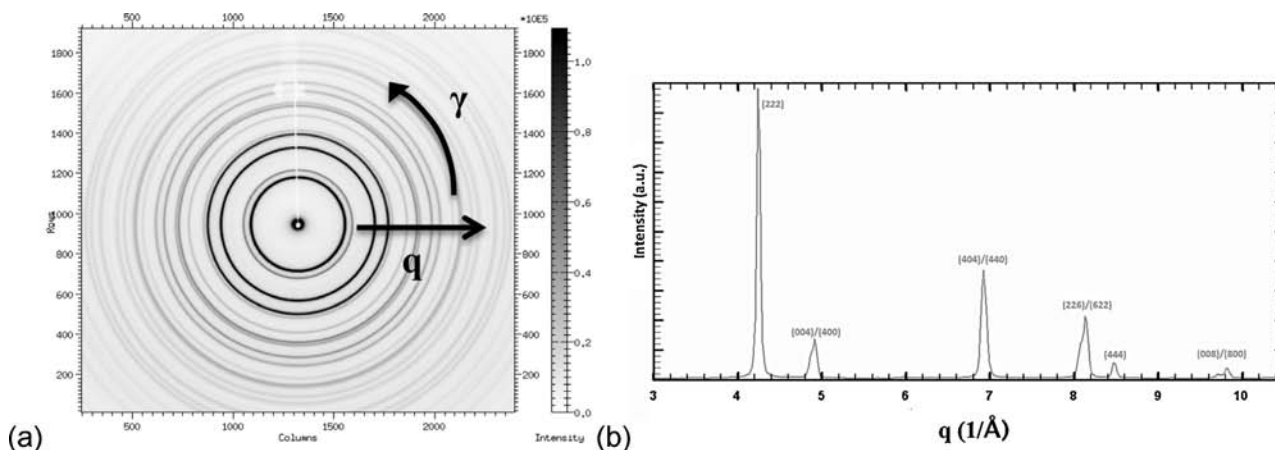 500 1000 1500 2000 *10E5
1800 1800
1600 1600
1400 1400
1200 1200
1000 1000
800 800
600 600
400 400
200 200
Rows
γ
q
1.0
0.8
0.6
0.4
0.2
0.0
500 1000 1500 2000
Columns Intensity
(a)
Intensity (a.u.)
(222)
(004)/(400)
(404)/(440)
(226)/(622)
(444)
(008)/(800)
3 4 5 6 7 8 9 10
q (1/Å)
(b)